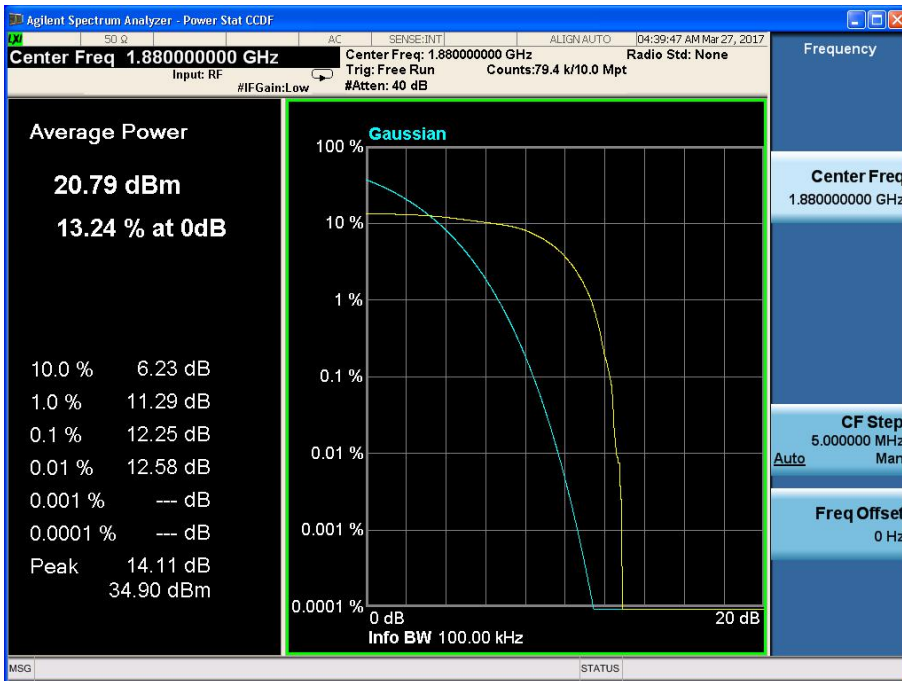 Agilent Spectrum Analyzer - Power Stat CCDF
LXI 50 Ω AC SENSE:INT ALIGN AUTO 04:39:47 AM Mar 27, 2017
Center Freq 1.880000000 GHz
Input: RF
#IFGain:Low
Center Freq: 1.880000000 GHz Radio Std: None
Trig: Free Run Counts:79.4 k/10.0 Mpt
#Atten: 40 dB
Average Power
20.79 dBm
13.24 % at 0dB
10.0 % 6.23 dB
1.0 % 11.29 dB
0.1 % 12.25 dB
0.01 % 12.58 dB
0.001 % --- dB
0.0001 % --- dB
Peak 14.11 dB
34.90 dBm
Gaussian
100 %
10 %
1 %
0.1 %
0.01 %
0.001 %
0.0001 %
0 dB 20 dB
Info BW 100.00 kHz
Frequency
Center Freq
1.880000000 GHz
CF Step
5.000000 MHz
Auto Man
Freq Offset
0 Hz
MSG STATUS